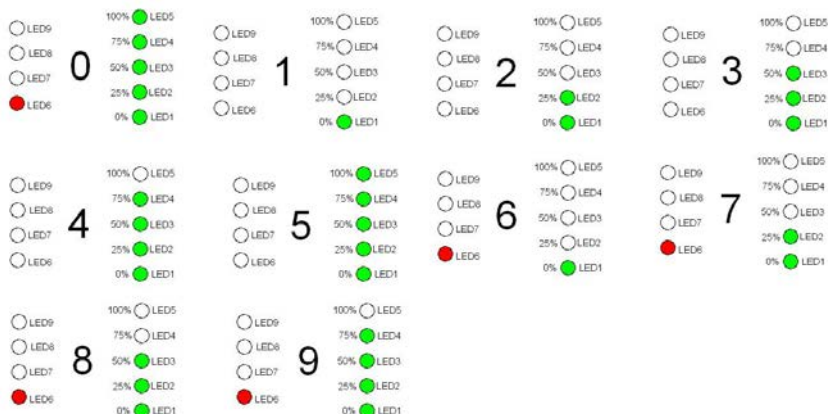 100% LED5
LED9 75% LED4
LED8 0 50% LED3
LED7 25% LED2
LED6 0% LED1
100% LED5
LED9 75% LED4
LED8 1 50% LED3
LED7 25% LED2
LED6 0% LED1
100% LED5
LED9 75% LED4
LED8 2 50% LED3
LED7 25% LED2
LED6 0% LED1
100% LED5
LED9 75% LED4
LED8 3 50% LED3
LED7 25% LED2
LED6 0% LED1
100% LED5
LED9 75% LED4
LED8 4 50% LED3
LED7 25% LED2
LED6 0% LED1
100% LED5
LED9 75% LED4
LED8 5 50% LED3
LED7 25% LED2
LED6 0% LED1
100% LED5
LED9 75% LED4
LED8 6 50% LED3
LED7 25% LED2
LED6 0% LED1
100% LED5
LED9 75% LED4
LED8 7 50% LED3
LED7 25% LED2
LED6 0% LED1
100% LED5
LED9 75% LED4
LED8 8 50% LED3
LED7 25% LED2
LED6 0% LED1
100% LED5
LED9 75% LED4
LED8 9 50% LED3
LED7 25% LED2
LED6 0% LED1